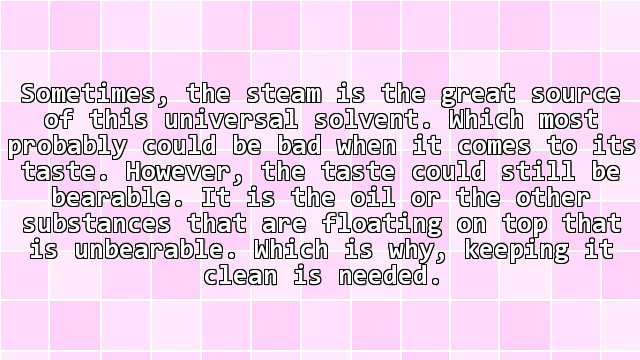 Sometimes, the steam is the great source
of this universal solvent. Which most
probably could be bad when it comes to its
taste. However, the taste could still be
bearable. It is the oil or the other
substances that are floating on top that
is unbearable. Which is why, keeping it
clean is needed.